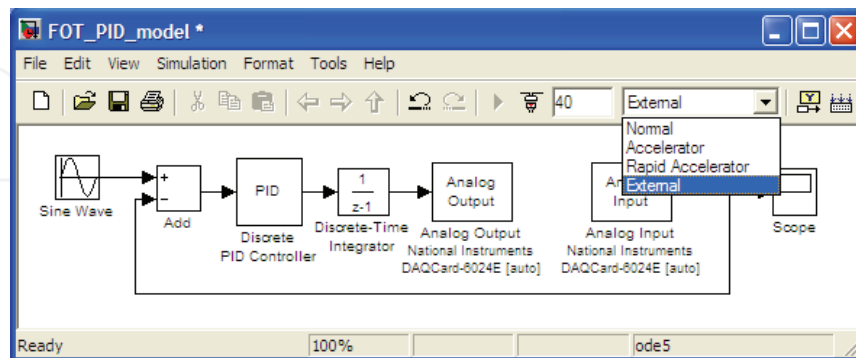 FOT_PID_model *
File Edit View Simulation Format Tools Help
40 External
Normal
Accelerator
Rapid Accelerator
External
Sine Wave
+
−
Add
PID
Discrete
PID Controller
1
z-1
Discrete-Time
Integrator
Analog
Output
Analog Output
National Instruments
DAQCard-6024E [auto]
Input
Analog Input
National Instruments
DAQCard-6024E [auto]
Scope
Ready 100% ode5